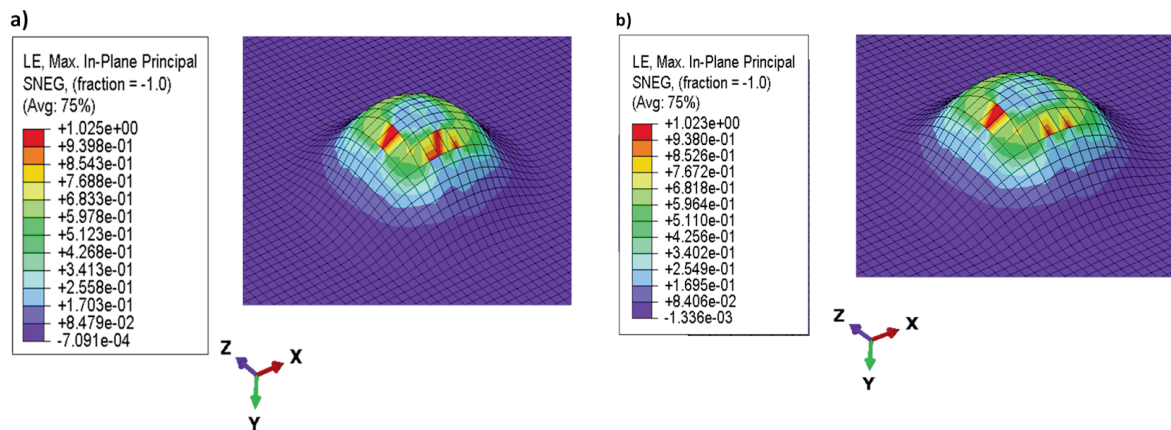 a)
LE, Max. In-Plane Principal
SNEG, (fraction = -1.0)
(Avg: 75%)
+1.025e+00
+9.398e-01
+8.543e-01
+7.688e-01
+6.833e-01
+5.978e-01
+5.123e-01
+4.268e-01
+3.413e-01
+2.558e-01
+1.703e-01
+8.479e-02
-7.091e-04
Z
X
Y
b)
LE, Max. In-Plane Principal
SNEG, (fraction = -1.0)
(Avg: 75%)
+1.023e+00
+9.380e-01
+8.526e-01
+7.672e-01
+6.818e-01
+5.964e-01
+5.110e-01
+4.256e-01
+3.402e-01
+2.549e-01
+1.695e-01
+8.406e-02
-1.336e-03
Z
X
Y